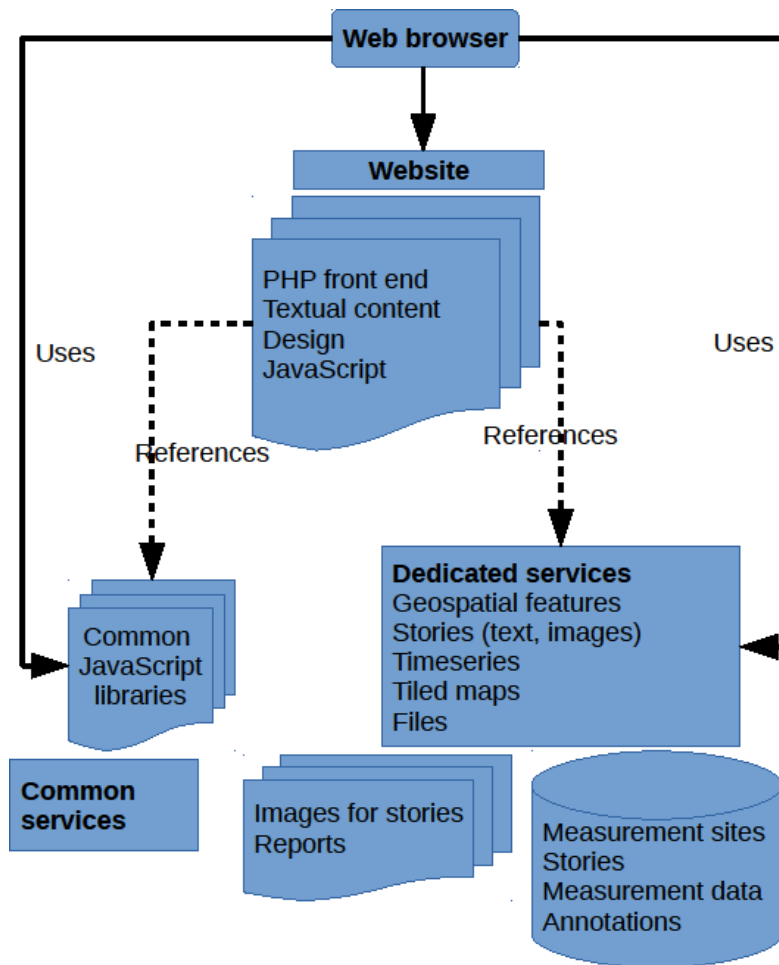 Web browser
Website
PHP front end
Textual content
Design
JavaScript
Uses
Uses
References
References
Common
JavaScript
libraries
Dedicated services
Geospatial features
Stories (text, images)
Timeseries
Tiled maps
Files
Common
services
Images for stories
Reports
Measurement sites
Stories
Measurement data
Annotations